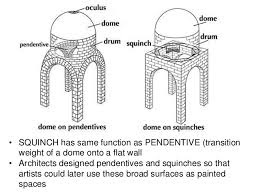 oculus
dome
drum
pendentive
dome on pendentives
dome
drum
squinch
dome on squinches
• SQUINCH has same function as PENDENTIVE (transition
weight of a dome onto a flat wall
• Architects designed pendentives and squinches so that
artists could later use these broad surfaces as painted
spaces